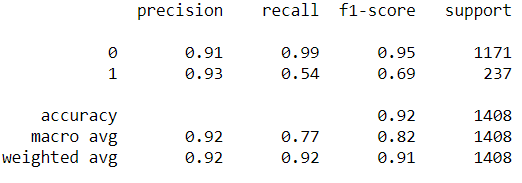 precision recall f1-score support
0 0.91 0.99 0.95 1171
1 0.93 0.54 0.69 237
accuracy 0.92 1408
macro avg 0.92 0.77 0.82 1408
weighted avg 0.92 0.92 0.91 1408